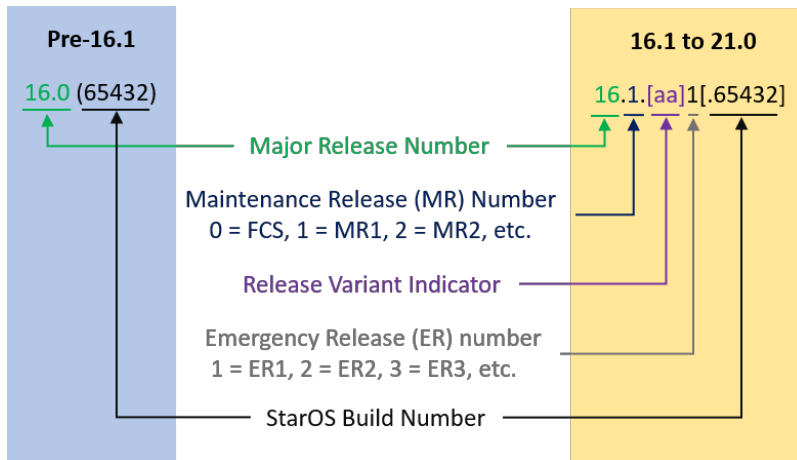 Pre-16.1
16.1 to 21.0
16.0 (65432)
16.1.[aa]1[.65432]
Major Release Number
Maintenance Release (MR) Number
0 = FCS, 1 = MR1, 2 = MR2, etc.
Release Variant Indicator
Emergency Release (ER) number
1 = ER1, 2 = ER2, 3 = ER3, etc.
StarOS Build Number